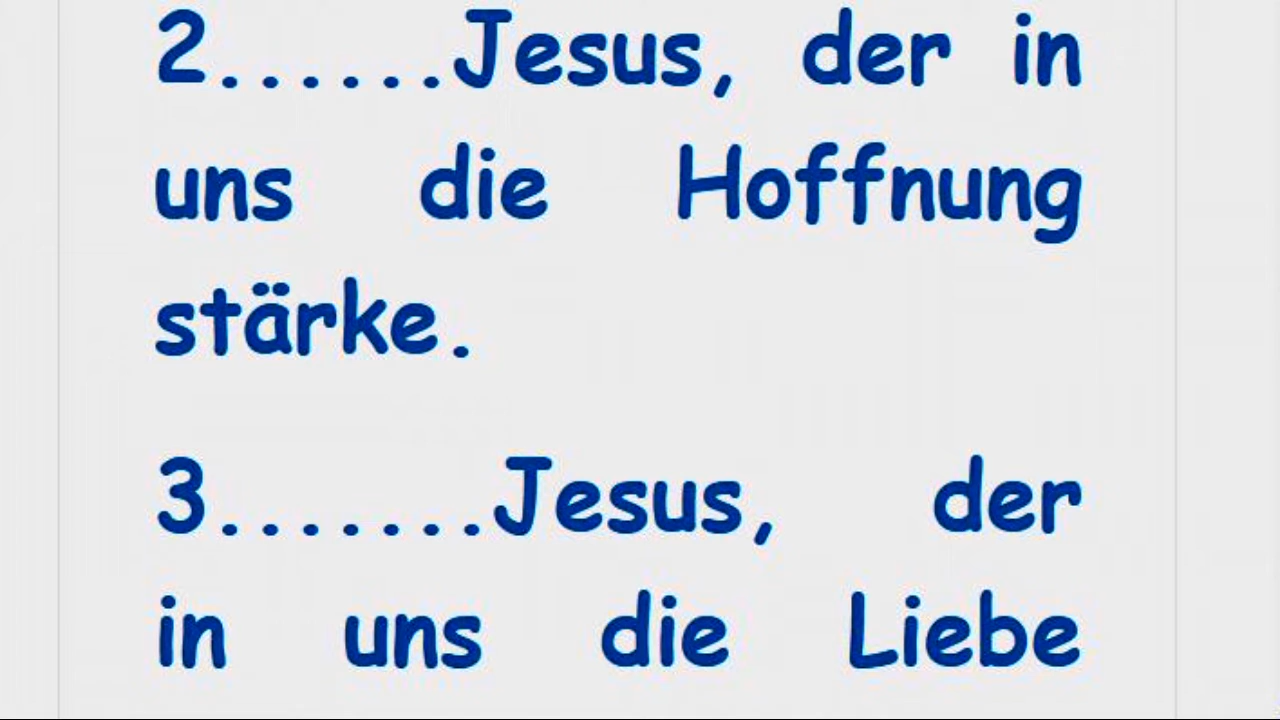 2......Jesus, der in
uns die Hoffnung
stärke.
3.......Jesus, der
in uns die Liebe